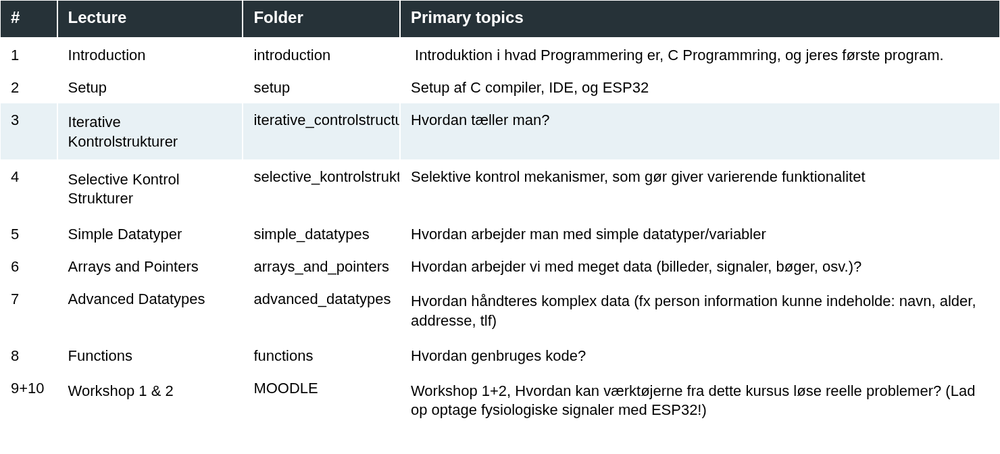 # Lecture Folder Primary topics
1 Introduction introduction Introduktion i hvad Programmering er, C Programmring, og jeres første program.
2 Setup setup Setup af C compiler, IDE, og ESP32
3 Iterative iterative_controlstructu Hvordan tæller man?
Kontrolstrukturer
4 Selective Kontrol selective_kontrolstrukt Selektive kontrol mekanismer, som gør giver varierende funktionalitet
Strukturer
5 Simple Datatyper simple_datatypes Hvordan arbejder man med simple datatyper/variabler
6 Arrays and Pointers arrays_and_pointers Hvordan arbejder vi med meget data (billeder, signaler, bøger, osv.)?
7 Advanced Datatypes advanced_datatypes Hvordan håndteres komplex data (fx person information kunne indeholde: navn, alder,
addresse, tlf)
8 Functions functions Hvordan genbruges kode?
9+10 Workshop 1 & 2 MOODLE Workshop 1+2, Hvordan kan værktøjerne fra dette kursus løse reelle problemer? (Lad
op optage fysiologiske signaler med ESP32!)